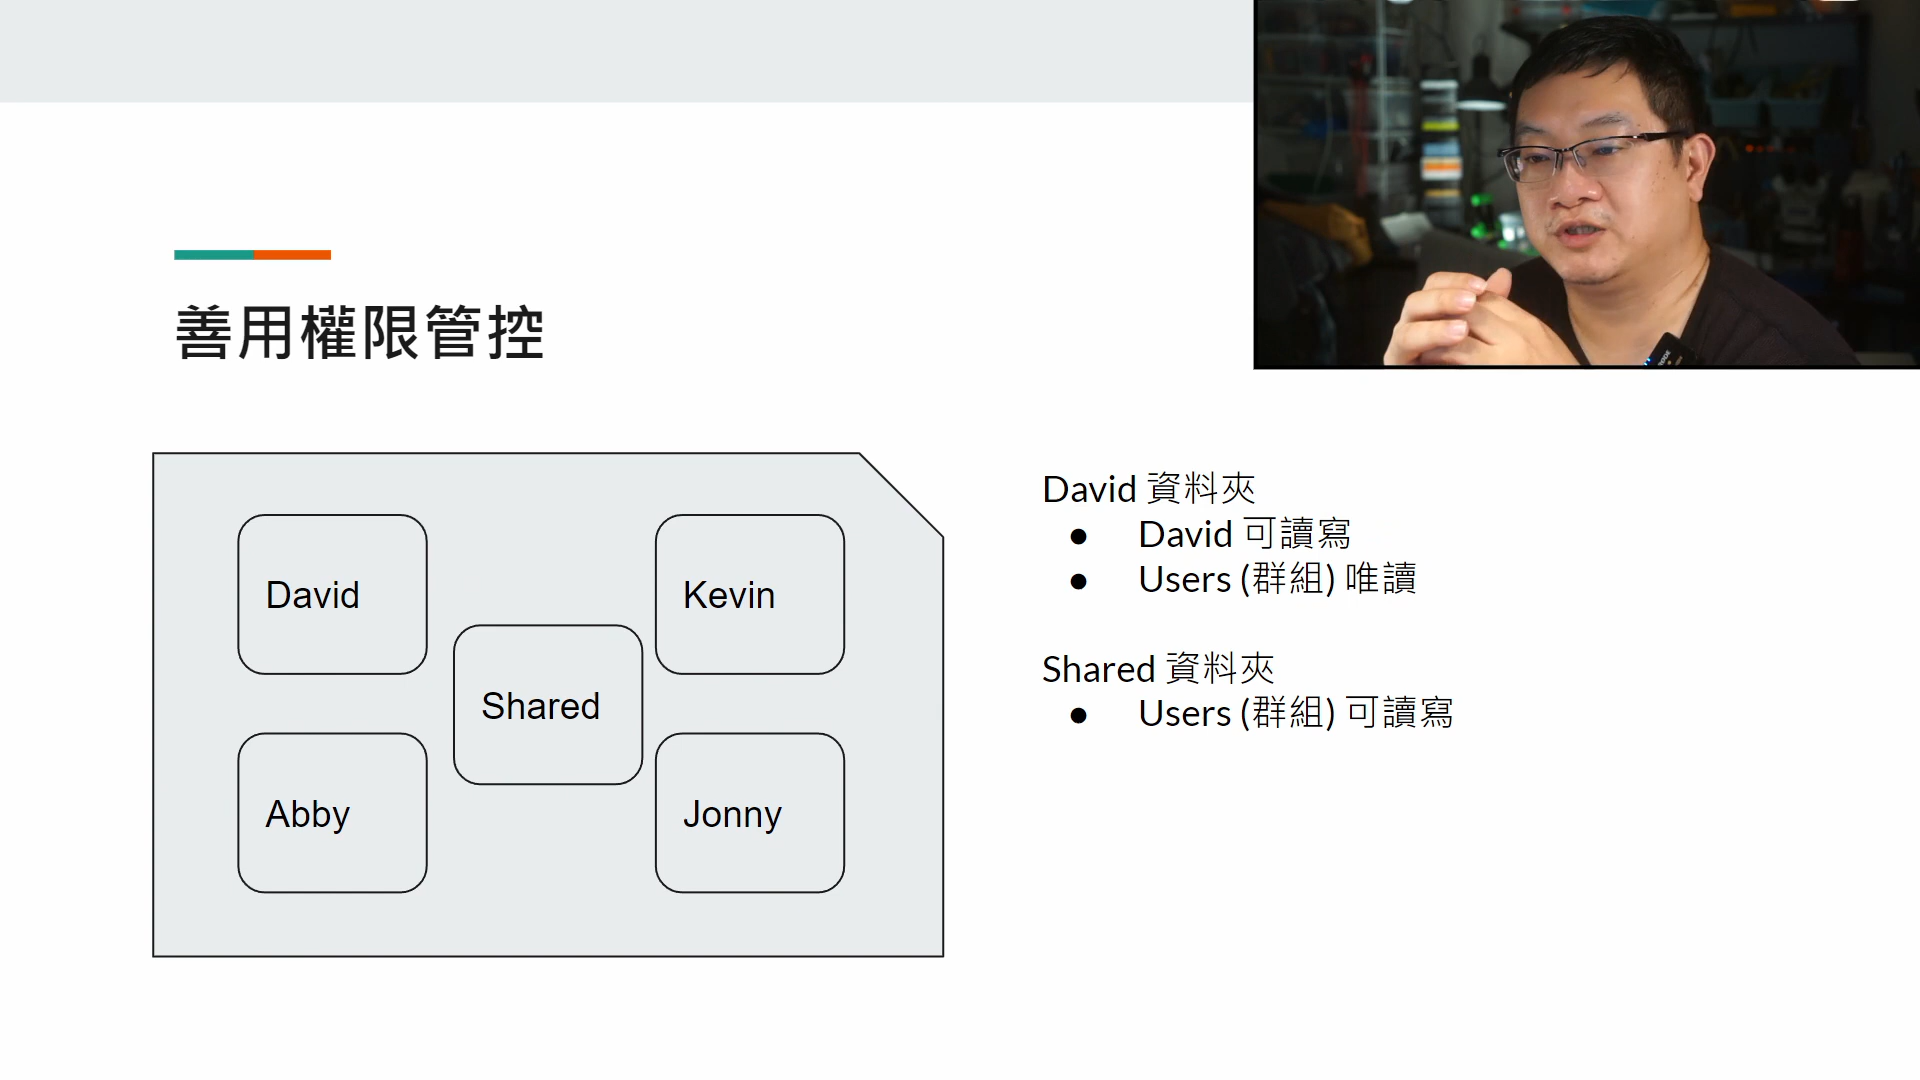 善用權限管控
David
Kevin
Shared
Abby
Jonny
David 資料夾
● David 可讀寫
● Users (群組) 唯讀
Shared 資料夾
● Users (群組) 可讀寫